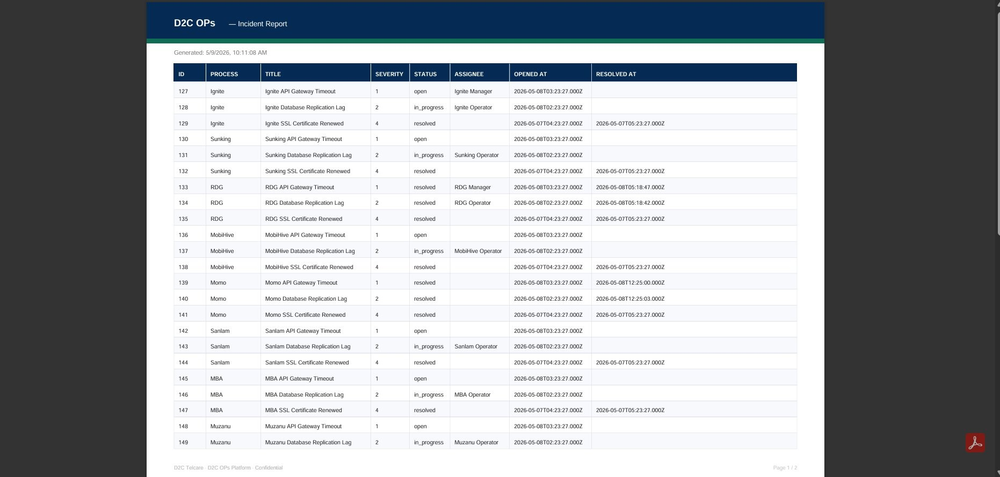 D2C OPs — Incident Report
Generated: 5/9/2026, 10:11:08 AM
ID PROCESS TITLE SEVERITY STATUS ASSIGNEE OPENED AT RESOLVED AT
127 Ignite Ignite API Gateway Timeout 1 open Ignite Manager 2026-05-08T03:23:27.000Z
128 Ignite Ignite Database Replication Lag 2 in_progress Ignite Operator 2026-05-08T02:23:27.000Z
129 Ignite Ignite SSL Certificate Renewed 4 resolved 2026-05-07T04:23:27.000Z 2026-05-07T05:23:27.000Z
130 Sunking Sunking API Gateway Timeout 1 open 2026-05-08T03:23:27.000Z
131 Sunking Sunking Database Replication Lag 2 in_progress Sunking Operator 2026-05-08T02:23:27.000Z
132 Sunking Sunking SSL Certificate Renewed 4 resolved 2026-05-07T04:23:27.000Z 2026-05-07T05:23:27.000Z
133 RDG RDG API Gateway Timeout 1 resolved RDG Manager 2026-05-08T03:23:27.000Z 2026-05-08T05:18:47.000Z
134 RDG RDG Database Replication Lag 2 resolved RDG Operator 2026-05-08T02:23:27.000Z 2026-05-08T05:18:42.000Z
135 RDG RDG SSL Certificate Renewed 4 resolved 2026-05-07T04:23:27.000Z 2026-05-07T05:23:27.000Z
136 MobiHive MobiHive API Gateway Timeout 1 open 2026-05-08T03:23:27.000Z
137 MobiHive MobiHive Database Replication Lag 2 in_progress MobiHive Operator 2026-05-08T02:23:27.000Z
138 MobiHive MobiHive SSL Certificate Renewed 4 resolved 2026-05-07T04:23:27.000Z 2026-05-07T05:23:27.000Z
139 Momo Momo API Gateway Timeout 1 resolved 2026-05-08T03:23:27.000Z 2026-05-08T12:25:00.000Z
140 Momo Momo Database Replication Lag 2 resolved 2026-05-08T02:23:27.000Z 2026-05-08T12:25:03.000Z
141 Momo Momo SSL Certificate Renewed 4 resolved 2026-05-07T04:23:27.000Z 2026-05-07T05:23:27.000Z
142 Sanlam Sanlam API Gateway Timeout 1 open 2026-05-08T03:23:27.000Z
143 Sanlam Sanlam Database Replication Lag 2 in_progress Sanlam Operator 2026-05-08T02:23:27.000Z
144 Sanlam Sanlam SSL Certificate Renewed 4 resolved 2026-05-07T04:23:27.000Z 2026-05-07T05:23:27.000Z
145 MBA MBA API Gateway Timeout 1 open 2026-05-08T03:23:27.000Z
146 MBA MBA Database Replication Lag 2 in_progress MBA Operator 2026-05-08T02:23:27.000Z
147 MBA MBA SSL Certificate Renewed 4 resolved 2026-05-07T04:23:27.000Z 2026-05-07T05:23:27.000Z
148 Muzanu Muzanu API Gateway Timeout 1 open 2026-05-08T03:23:27.000Z
149 Muzanu Muzanu Database Replication Lag 2 in_progress Muzanu Operator 2026-05-08T02:23:27.000Z
D2C Telcare · D2C OPs Platform · Confidential Page 1 / 2